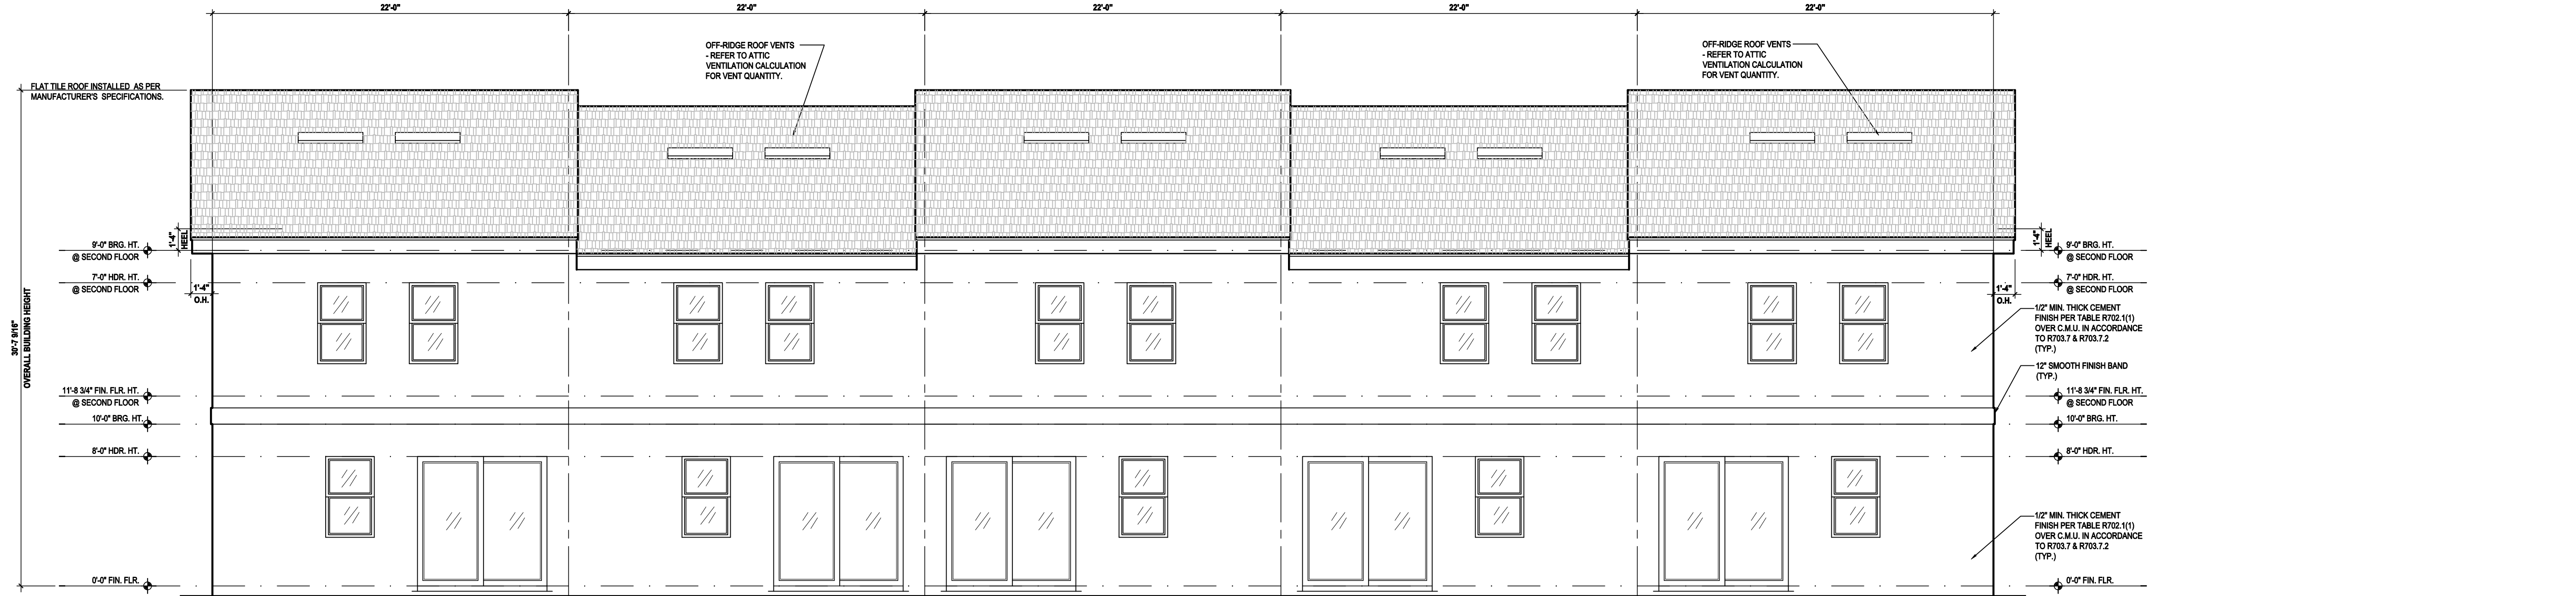 22'-0"
22'-0"
22'-0"
22'-0"
22'-0"
OFF-RIDGE ROOF VENTS
- REFER TO ATTIC
VENTILATION CALCULATION
FOR VENT QUANTITY.
OFF-RIDGE ROOF VENTS
- REFER TO ATTIC
VENTILATION CALCULATION
FOR VENT QUANTITY.
FLAT TILE ROOF INSTALLED AS PER
MANUFACTURER'S SPECIFICATIONS.
30'-7 9/16"
OVERALL BUILDING HEIGHT
1'-4"
HEEL
9'-0" BRG. HT.
@ SECOND FLOOR
7'-0" HDR. HT.
@ SECOND FLOOR
1'-4"
O.H.
11'-8 3/4" FIN. FLR. HT.
@ SECOND FLOOR
10'-0" BRG. HT.
8'-0" HDR. HT.
0'-0" FIN. FLR.
1'-4"
HEEL
9'-0" BRG. HT.
@ SECOND FLOOR
7'-0" HDR. HT.
@ SECOND FLOOR
1'-4"
O.H.
1/2" MIN. THICK CEMENT
FINISH PER TABLE R702.1(1)
OVER C.M.U. IN ACCORDANCE
TO R703.7 & R703.7.2
(TYP.)
12" SMOOTH FINISH BAND
(TYP.)
11'-8 3/4" FIN. FLR. HT.
@ SECOND FLOOR
10'-0" BRG. HT.
8'-0" HDR. HT.
1/2" MIN. THICK CEMENT
FINISH PER TABLE R702.1(1)
OVER C.M.U. IN ACCORDANCE
TO R703.7 & R703.7.2
(TYP.)
0'-0" FIN. FLR.